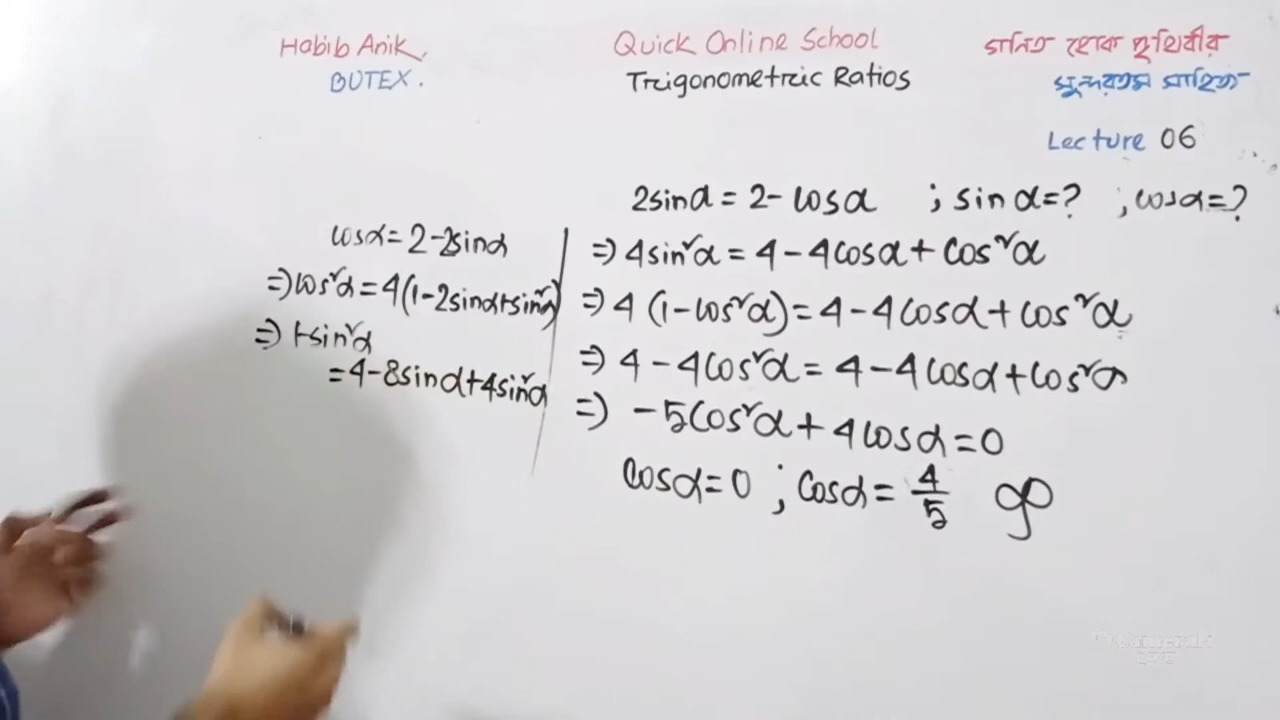 Habib Anik,
BUTEX.
Quick Online School
Trigonometric Ratios
গনিত হোক পৃথিবীর
সুন্দরতম সাহিত্য
Lecture 06
2sinα = 2 - cosα ; sin α = ? ; cosα = ?
⇒ 4sin²α = 4 - 4cosα + cos²α
⇒ 4 (1 - cos²α) = 4 - 4cosα + cos²α
⇒ 4 - 4cos²α = 4 - 4cosα + cos²α
⇒ -5cos²α + 4cosα = 0
cosα = 0 ; cosα = 4/5
cosα = 2 - 2sinα
⇒ cos²α = 4(1 - 2sinα + sin²α)
⇒ 1 - sin²α
= 4 - 8sinα + 4sin²α